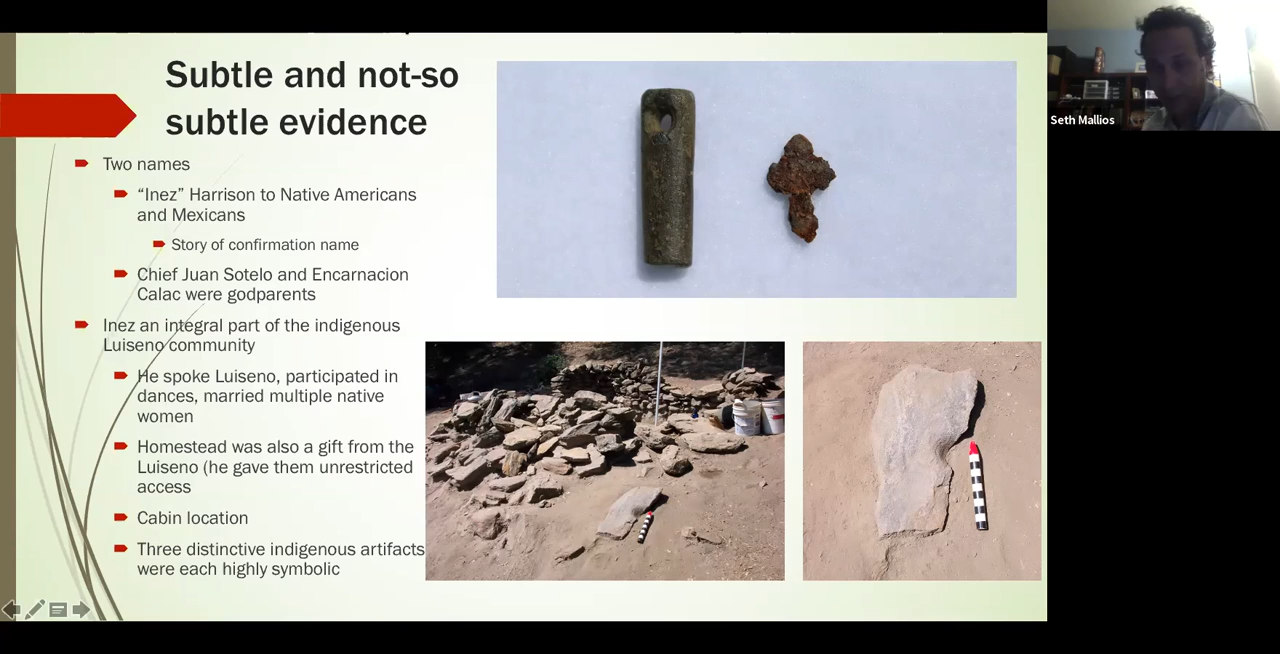 Subtle and not-so
subtle evidence
Two names
“Inez” Harrison to Native Americans
and Mexicans
Story of confirmation name
Chief Juan Sotelo and Encarnacion
Calac were godparents
Inez an integral part of the indigenous
Luiseno community
He spoke Luiseno, participated in
dances, married multiple native
women
Homestead was also a gift from the
Luiseno (he gave them unrestricted
access
Cabin location
Three distinctive indigenous artifacts
were each highly symbolic
Seth Mallios